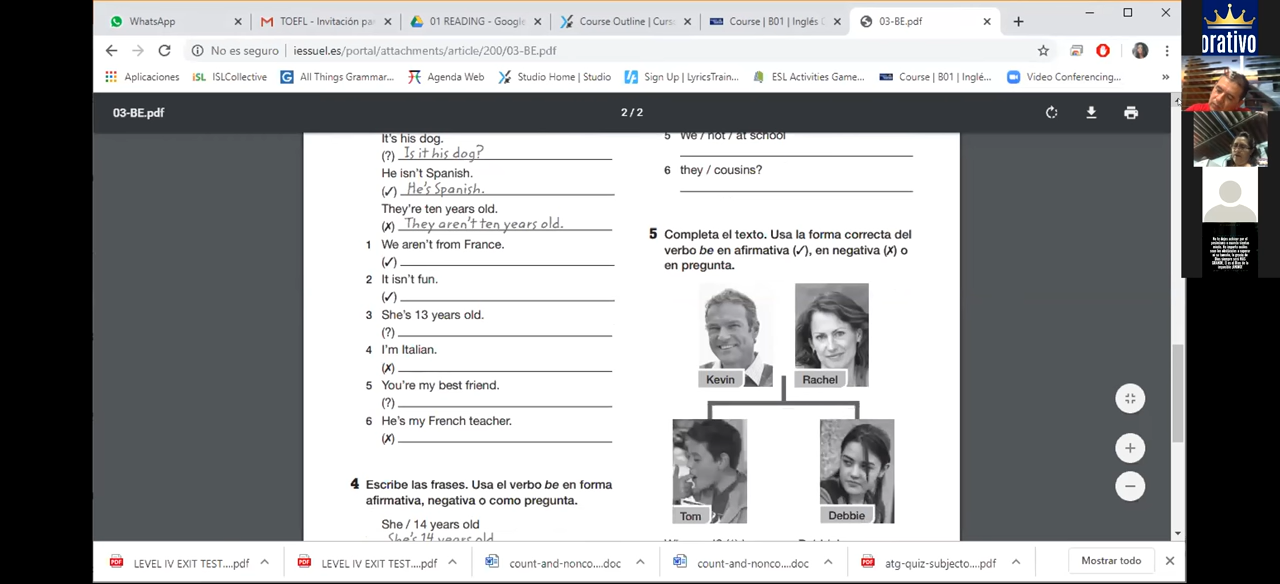 WhatsApp
TOEFL - Invitación pa
01 READING - Google
Course Outline | Curs
Course | B01 | Inglés
03-BE.pdf
No es seguro | iessuel.es/portal/attachments/article/200/03-BE.pdf
Aplicaciones
iSL ISLCollective
All Things Grammar...
Agenda Web
Studio Home | Studio
Sign Up | LyricsTrain...
ESL Activities Game...
Course | B01 | Inglé...
Video Conferencing...
»
03-BE.pdf
2 / 2
It's his dog.
(?) Is it his dog?
He isn't Spanish.
(✓) He's Spanish.
They're ten years old.
(✗) They aren't ten years old.
1 We aren't from France.
(✓)
2 It isn't fun.
(✓)
3 She's 13 years old.
(?)
4 I'm Italian.
(✗)
5 You're my best friend.
(?)
6 He's my French teacher.
(✗)
4 Escribe las frases. Usa el verbo be en forma
afirmativa, negativa o como pregunta.
She / 14 years old
She's 14 years old
5 We / not / at school
6 they / cousins?
5 Completa el texto. Usa la forma correcta del
verbo be en afirmativa (✓), en negativa (✗) o
en pregunta.
Kevin
Rachel
Tom
Debbie
orativo
LEVEL IV EXIT TEST....pdf
LEVEL IV EXIT TEST....pdf
count-and-nonco....doc
count-and-nonco....doc
atg-quiz-subjecto....pdf
Mostrar todo